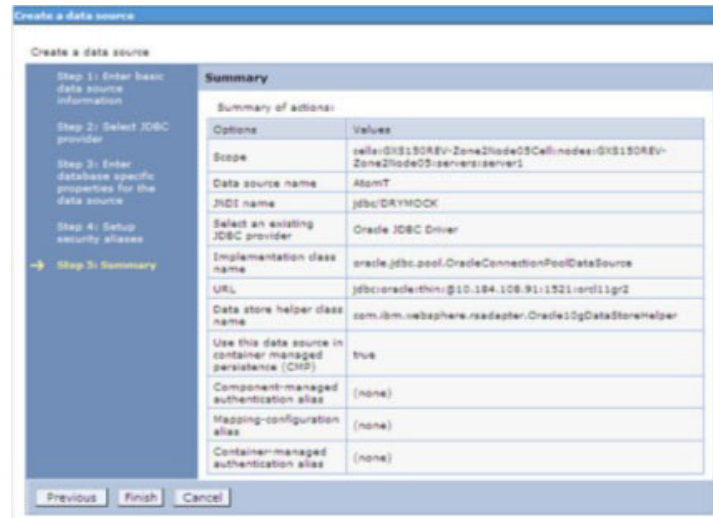 Create a data source
Create a data source
Step 1: Enter basic
data source
information
Step 2: Select JDBC
provider
Step 3: Enter
database specific
properties for the
data source
Step 4: Setup
security aliases
Step 5: Summary
Summary
Summary of actions:
Options Values
Scope cells:GXS150REV-Zone2Node05Cell:nodes:GXS150REV-
Zone2Node05:servers:server1
Data source name AtomT
JNDI name jdbc/DRYMOCK
Select an existing
JDBC provider Oracle JDBC Driver
Implementation class
name oracle.jdbc.pool.OracleConnectionPoolDataSource
URL jdbc:oracle:thin:@10.184.108.91:1521:orcl11gr2
Data store helper class
name com.ibm.websphere.rsadapter.Oracle10gDataStoreHelper
Use this data source in
container managed
persistence (CMP) true
Component-managed
authentication alias (none)
Mapping-configuration
alias (none)
Container-managed
authentication alias (none)
Previous Finish Cancel